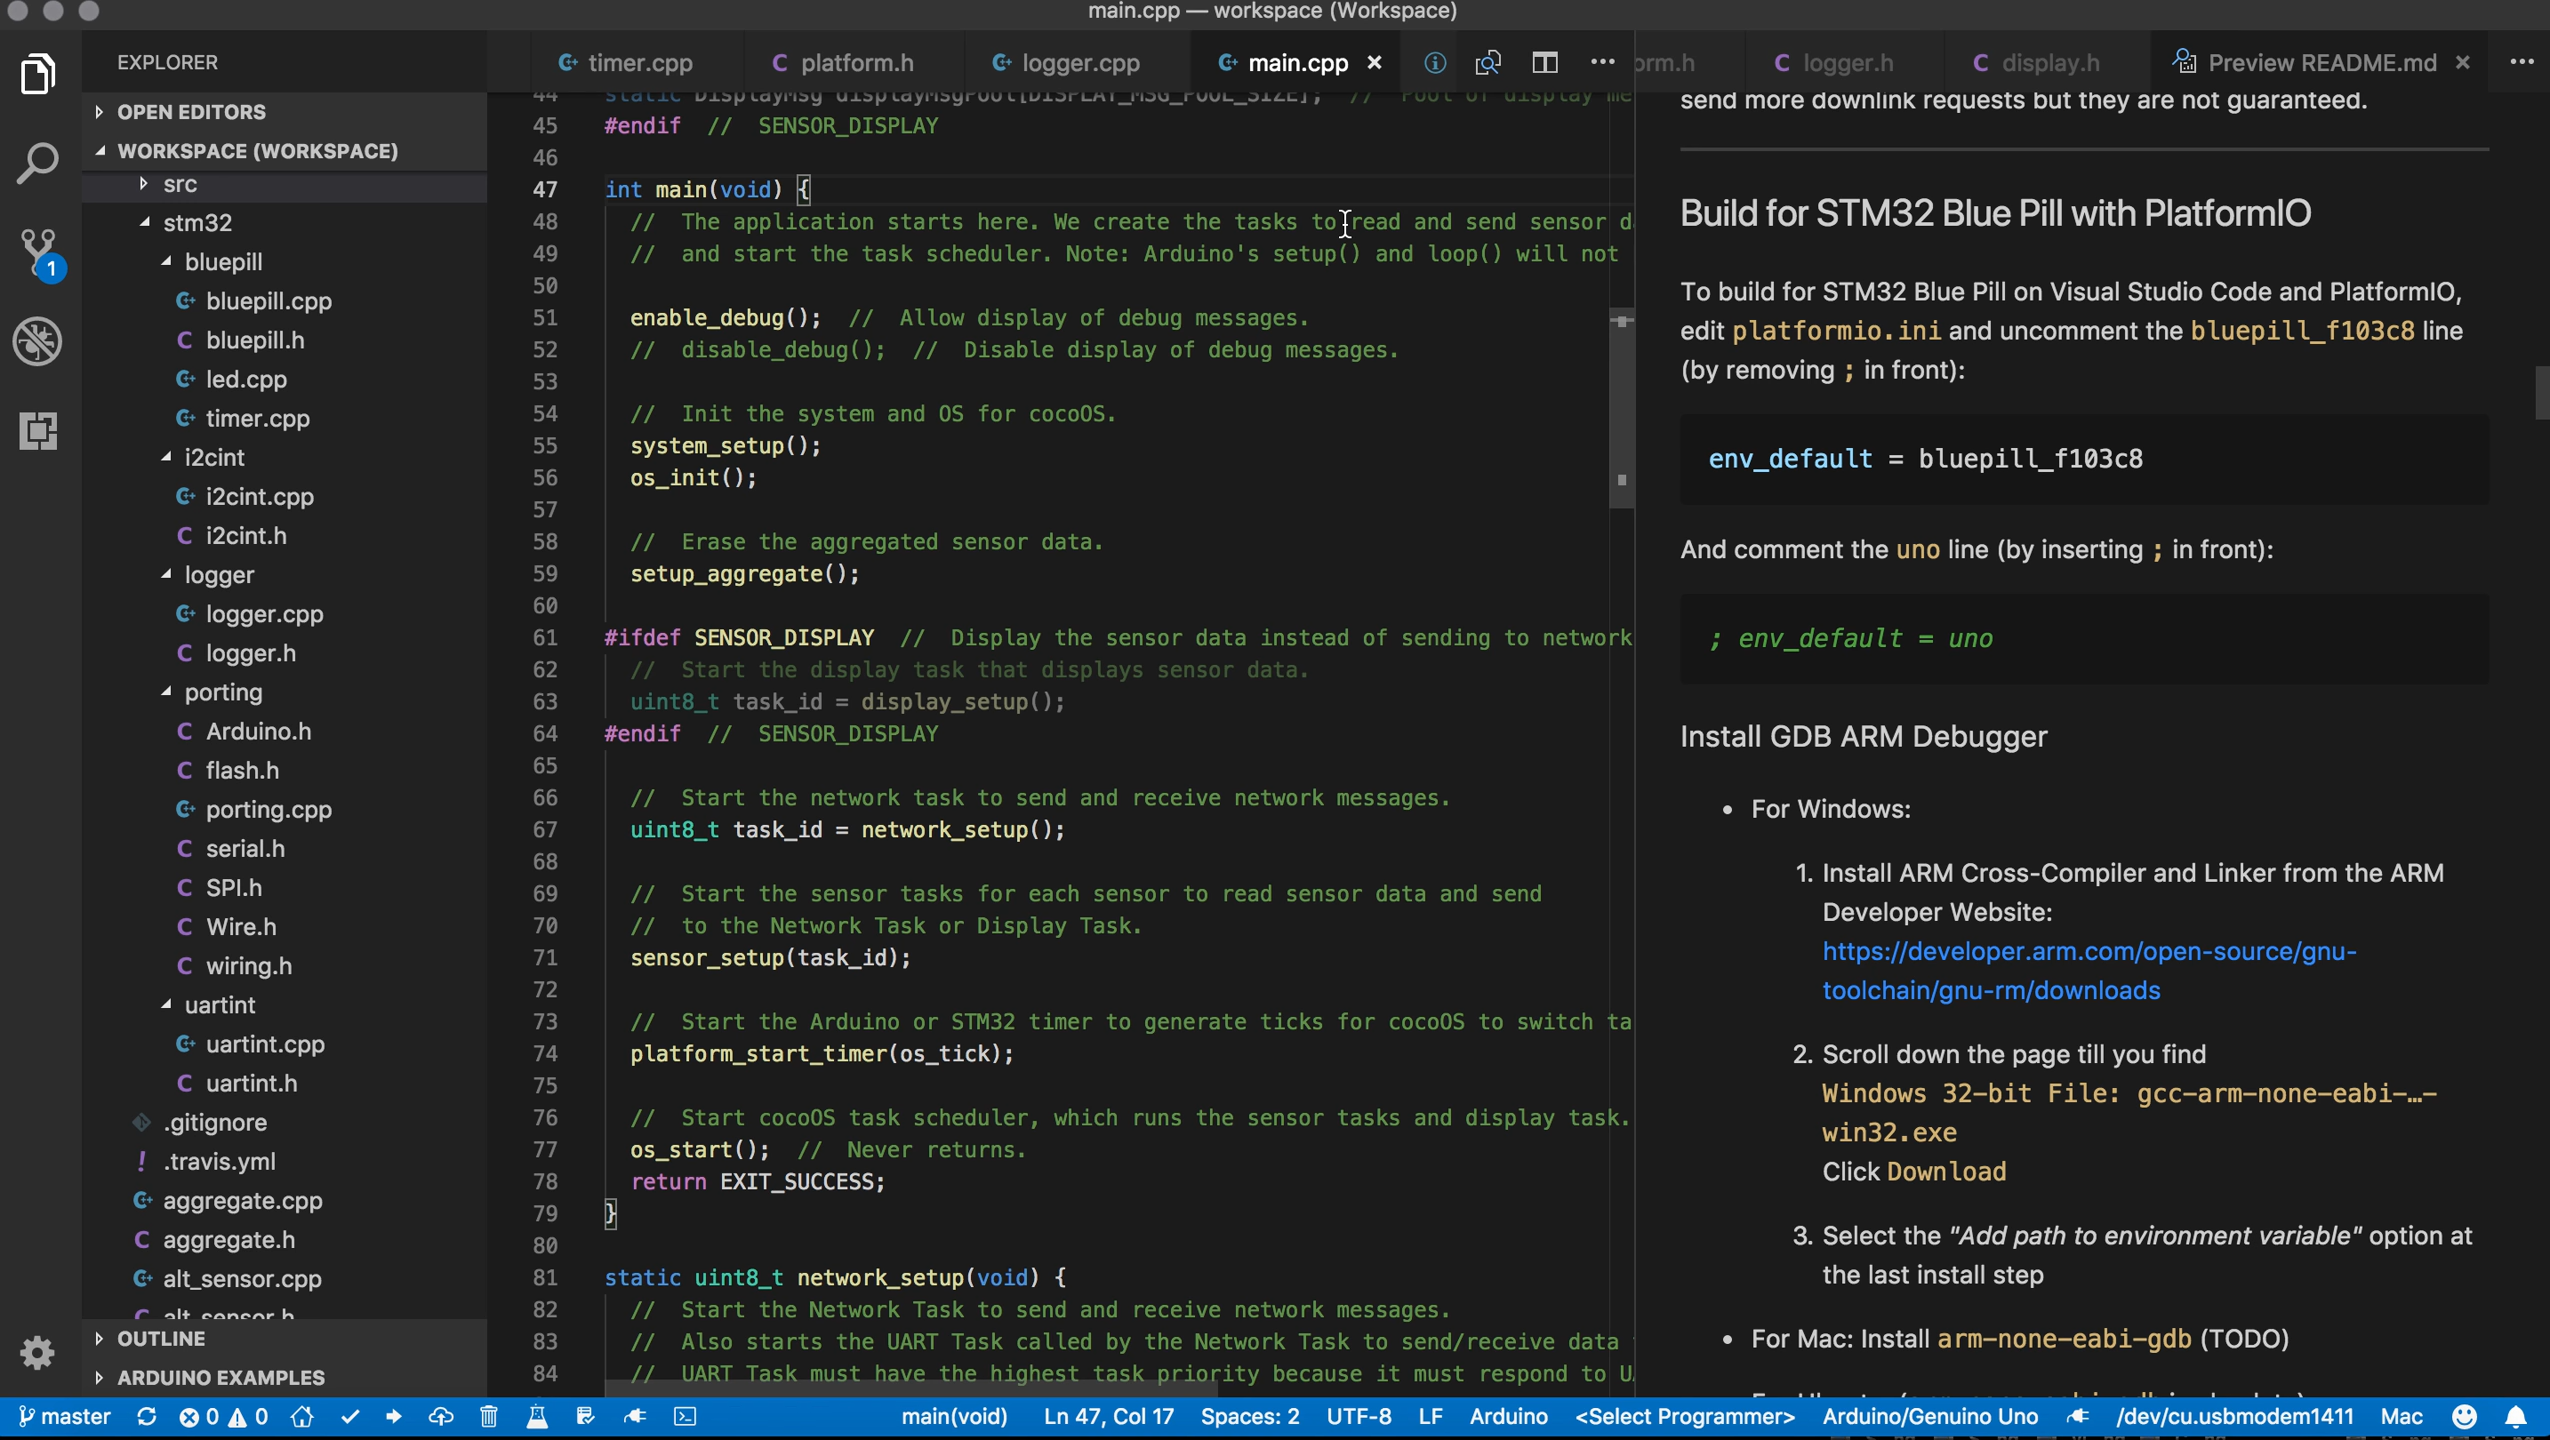 main.cpp — workspace (Workspace)
EXPLORER
OPEN EDITORS
WORKSPACE (WORKSPACE)
src
stm32
bluepill
bluepill.cpp
bluepill.h
led.cpp
timer.cpp
i2cint
i2cint.cpp
i2cint.h
logger
logger.cpp
logger.h
porting
Arduino.h
flash.h
porting.cpp
serial.h
SPI.h
Wire.h
wiring.h
uartint
uartint.cpp
uartint.h
.gitignore
.travis.yml
aggregate.cpp
aggregate.h
alt_sensor.cpp
alt_sensor.h
OUTLINE
ARDUINO EXAMPLES
1
timer.cpp platform.h logger.cpp main.cpp
44 static DisplayMsg displayMsgPool[DISPLAY_MSG_POOL_SIZE]; // Pool of display me
45 #endif // SENSOR_DISPLAY
46
47 int main(void) {
48 // The application starts here. We create the tasks to read and send sensor d
49 // and start the task scheduler. Note: Arduino's setup() and loop() will not
50
51 enable_debug(); // Allow display of debug messages.
52 // disable_debug(); // Disable display of debug messages.
53
54 // Init the system and OS for cocoOS.
55 system_setup();
56 os_init();
57
58 // Erase the aggregated sensor data.
59 setup_aggregate();
60
61 #ifdef SENSOR_DISPLAY // Display the sensor data instead of sending to network
62 // Start the display task that displays sensor data.
63 uint8_t task_id = display_setup();
64 #endif // SENSOR_DISPLAY
65
66 // Start the network task to send and receive network messages.
67 uint8_t task_id = network_setup();
68
69 // Start the sensor tasks for each sensor to read sensor data and send
70 // to the Network Task or Display Task.
71 sensor_setup(task_id);
72
73 // Start the Arduino or STM32 timer to generate ticks for cocoOS to switch ta
74 platform_start_timer(os_tick);
75
76 // Start cocoOS task scheduler, which runs the sensor tasks and display task.
77 os_start(); // Never returns.
78 return EXIT_SUCCESS;
79 }
80
81 static uint8_t network_setup(void) {
82 // Start the Network Task to send and receive network messages.
83 // Also starts the UART Task called by the Network Task to send/receive data
84 // UART Task must have the highest task priority because it must respond to U
orm.h logger.h display.h Preview README.md
send more downlink requests but they are not guaranteed.
Build for STM32 Blue Pill with PlatformIO
To build for STM32 Blue Pill on Visual Studio Code and PlatformIO,
edit platformio.ini and uncomment the bluepill_f103c8 line
(by removing ; in front):
env_default = bluepill_f103c8
And comment the uno line (by inserting ; in front):
; env_default = uno
Install GDB ARM Debugger
• For Windows:
1. Install ARM Cross-Compiler and Linker from the ARM
Developer Website:
https://developer.arm.com/open-source/gnu-
toolchain/gnu-rm/downloads
2. Scroll down the page till you find
Windows 32-bit File: gcc-arm-none-eabi-…-
win32.exe
Click Download
3. Select the "Add path to environment variable" option at
the last install step
• For Mac: Install arm-none-eabi-gdb (TODO)
master 0 0 main(void) Ln 47, Col 17 Spaces: 2 UTF-8 LF Arduino <Select Programmer> Arduino/Genuino Uno /dev/cu.usbmodem1411 Mac